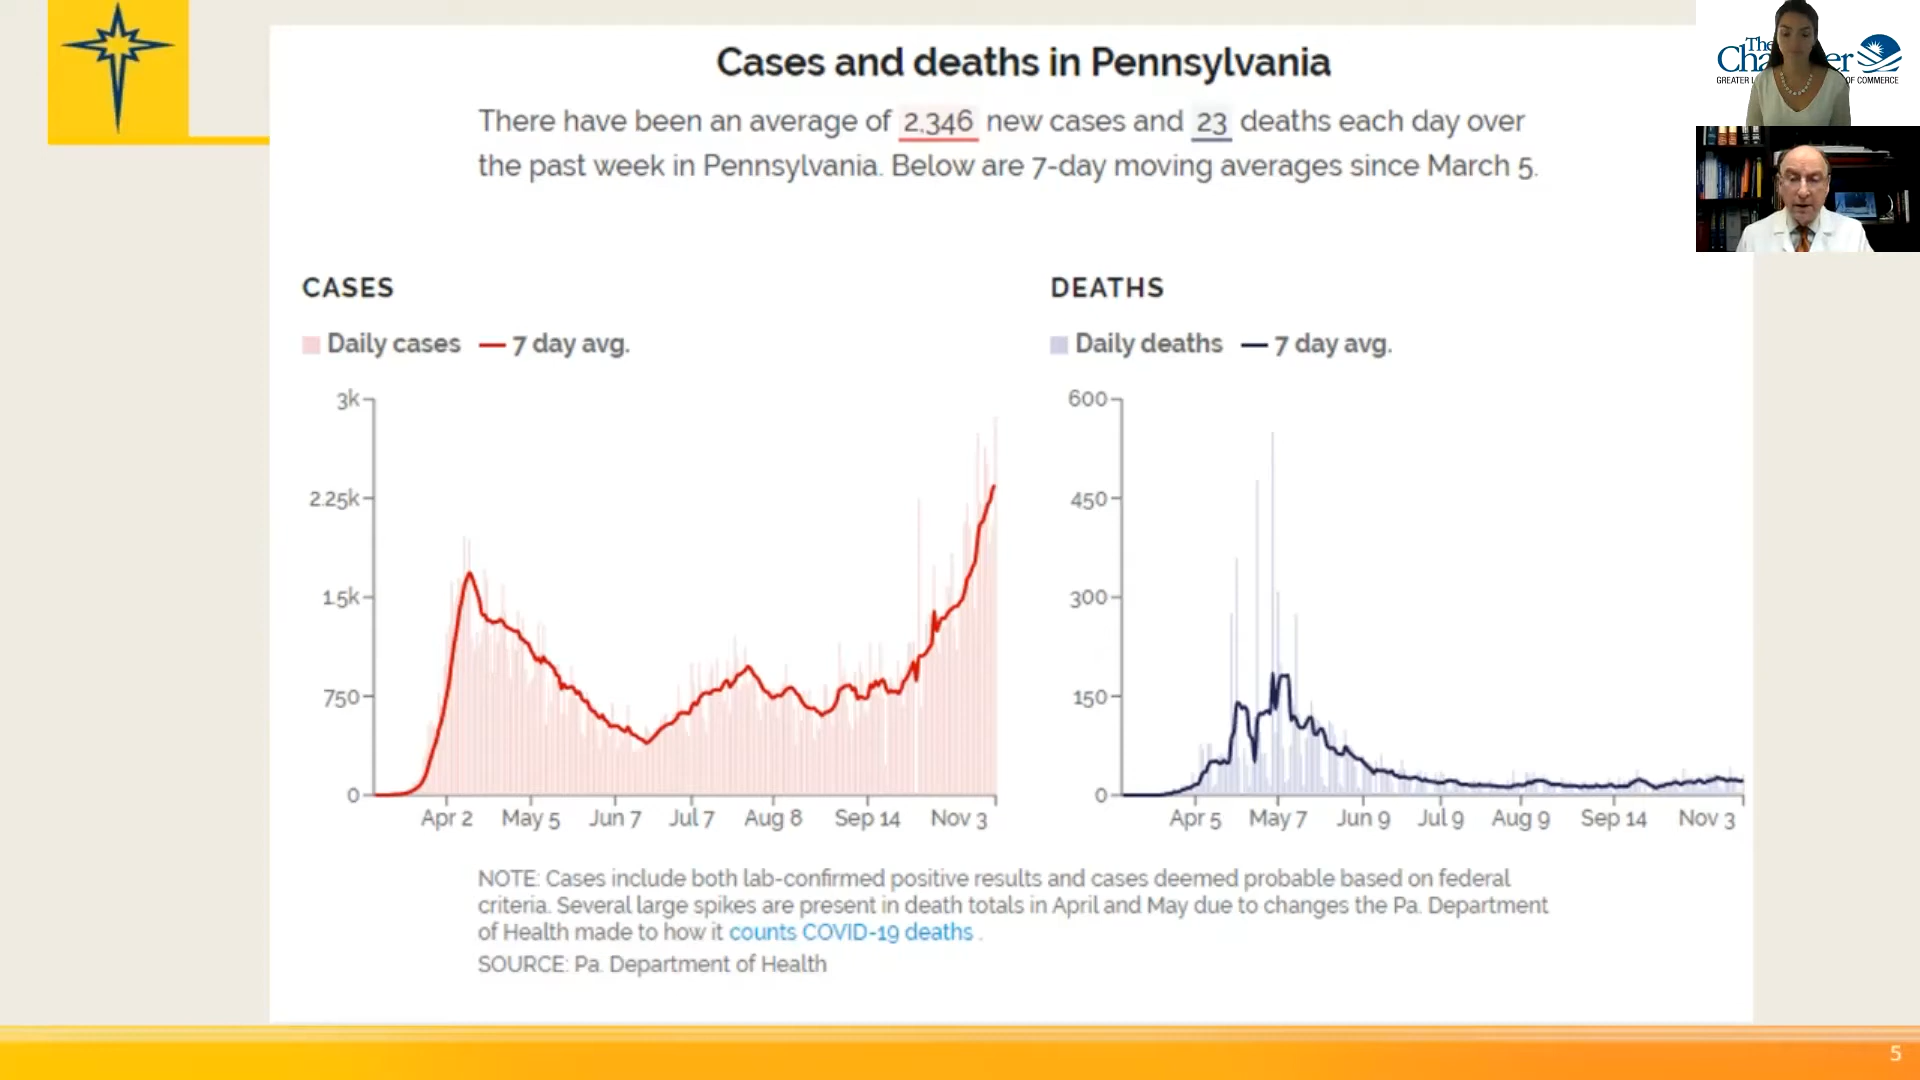 Cases and deaths in Pennsylvania
There have been an average of 2,346 new cases and 23 deaths each day over
the past week in Pennsylvania. Below are 7-day moving averages since March 5.
CASES
Daily cases 7 day avg.
3k
2.25k
1.5k
750
0
Apr 2 May 5 Jun 7 Jul 7 Aug 8 Sep 14 Nov 3
DEATHS
Daily deaths 7 day avg.
600
450
300
150
0
Apr 5 May 7 Jun 9 Jul 9 Aug 9 Sep 14 Nov 3
NOTE: Cases include both lab-confirmed positive results and cases deemed probable based on federal
criteria. Several large spikes are present in death totals in April and May due to changes the Pa. Department
of Health made to how it counts COVID-19 deaths .
SOURCE: Pa. Department of Health
The
GREATER
OF COMMERCE
5